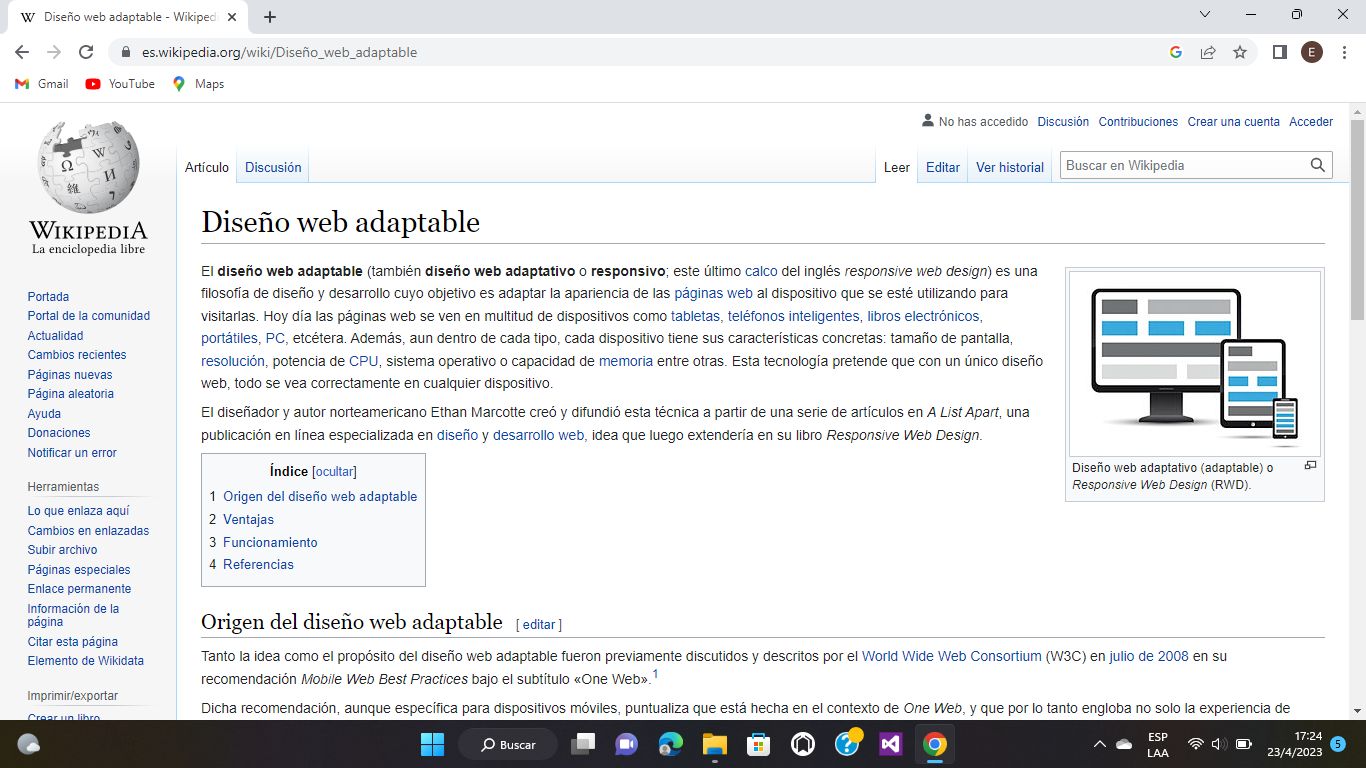 Diseño web adaptable - Wikiped
es.wikipedia.org/wiki/Diseño_web_adaptable
E
Gmail
YouTube
Maps
No has accedido Discusión Contribuciones Crear una cuenta Acceder
Artículo Discusión
Leer Editar Ver historial
Buscar en Wikipedia
WIKIPEDIA
La enciclopedia libre
Portada
Portal de la comunidad
Actualidad
Cambios recientes
Páginas nuevas
Página aleatoria
Ayuda
Donaciones
Notificar un error
Herramientas
Lo que enlaza aquí
Cambios en enlazadas
Subir archivo
Páginas especiales
Enlace permanente
Información de la
página
Citar esta página
Elemento de Wikidata
Imprimir/exportar
Crear un libro
Diseño web adaptable
El diseño web adaptable (también diseño web adaptativo o responsivo; este último calco del inglés responsive web design) es una
filosofía de diseño y desarrollo cuyo objetivo es adaptar la apariencia de las páginas web al dispositivo que se esté utilizando para
visitarlas. Hoy día las páginas web se ven en multitud de dispositivos como tabletas, teléfonos inteligentes, libros electrónicos,
portátiles, PC, etcétera. Además, aun dentro de cada tipo, cada dispositivo tiene sus características concretas: tamaño de pantalla,
resolución, potencia de CPU, sistema operativo o capacidad de memoria entre otras. Esta tecnología pretende que con un único diseño
web, todo se vea correctamente en cualquier dispositivo.
El diseñador y autor norteamericano Ethan Marcotte creó y difundió esta técnica a partir de una serie de artículos en A List Apart, una
publicación en línea especializada en diseño y desarrollo web, idea que luego extendería en su libro Responsive Web Design.
Diseño web adaptativo (adaptable) o
Responsive Web Design (RWD).
Índice [ocultar]
1 Origen del diseño web adaptable
2 Ventajas
3 Funcionamiento
4 Referencias
Origen del diseño web adaptable [ editar ]
Tanto la idea como el propósito del diseño web adaptable fueron previamente discutidos y descritos por el World Wide Web Consortium (W3C) en julio de 2008 en su
recomendación Mobile Web Best Practices bajo el subtítulo «One Web».1
Dicha recomendación, aunque específica para dispositivos móviles, puntualiza que está hecha en el contexto de One Web, y que por lo tanto engloba no solo la experiencia de
Buscar
ESP
LAA
17:24
23/4/2023
5